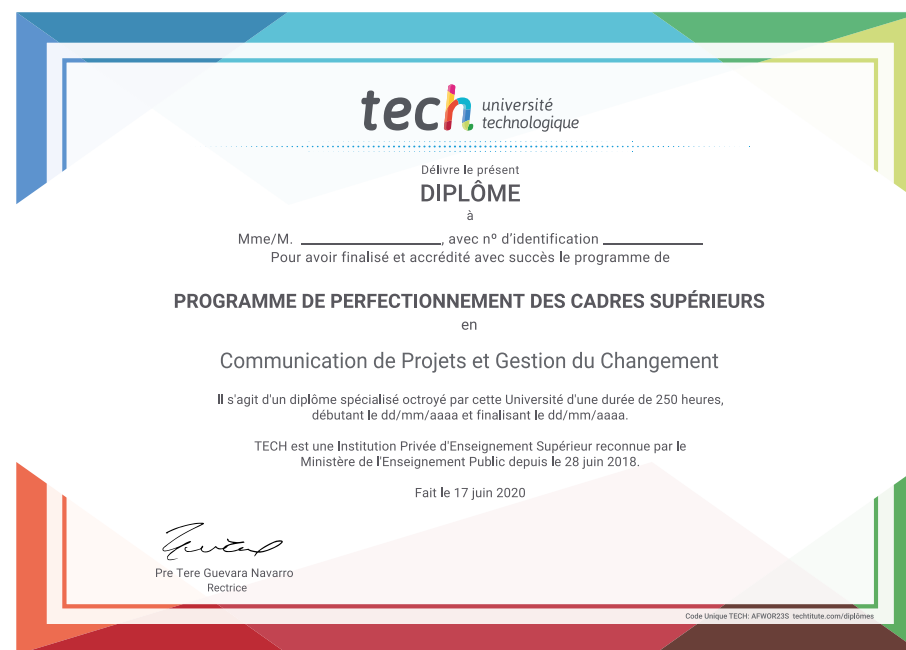 tech université
technologique
Délivre le présent
DIPLÔME
à
Mme/M. ____________, avec nº d'identification ____________
Pour avoir finalisé et accrédité avec succès le programme de
PROGRAMME DE PERFECTIONNEMENT DES CADRES SUPÉRIEURS
en
Communication de Projets et Gestion du Changement
Il s'agit d'un diplôme spécialisé octroyé par cette Université d'une durée de 250 heures,
débutant le dd/mm/aaaa et finalisant le dd/mm/aaaa.
TECH est une Institution Privée d'Enseignement Supérieur reconnue par le
Ministère de l'Enseignement Public depuis le 28 juin 2018.
Fait le 17 juin 2020
Pre Tere Guevara Navarro
Rectrice
Code Unique TECH: AFWOR23S techtitute.com/diplômes